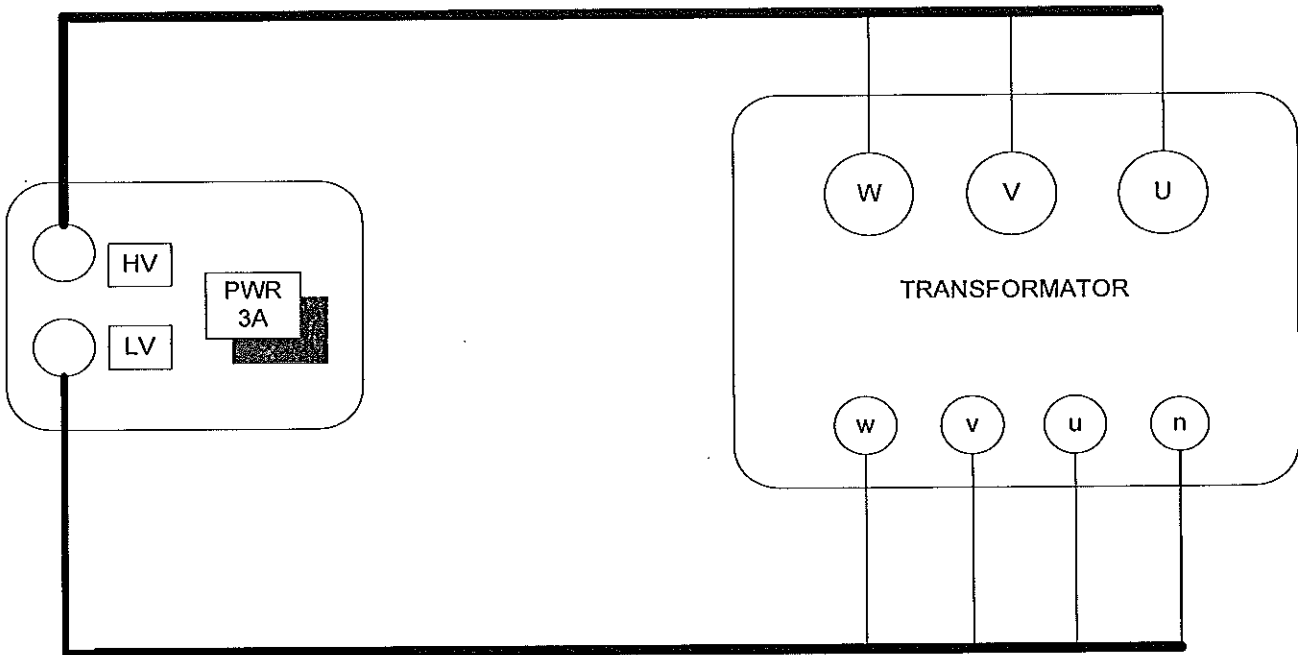 W V U
HV
PWR
3A
TRANSFORMATOR
LV
w v u n